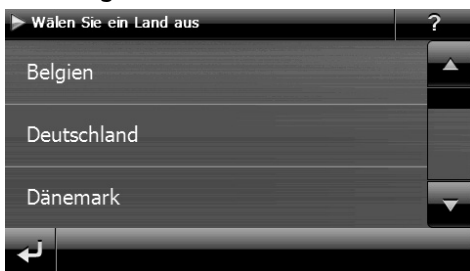 Wälen Sie ein Land aus
?
Belgien
Deutschland
Dänemark